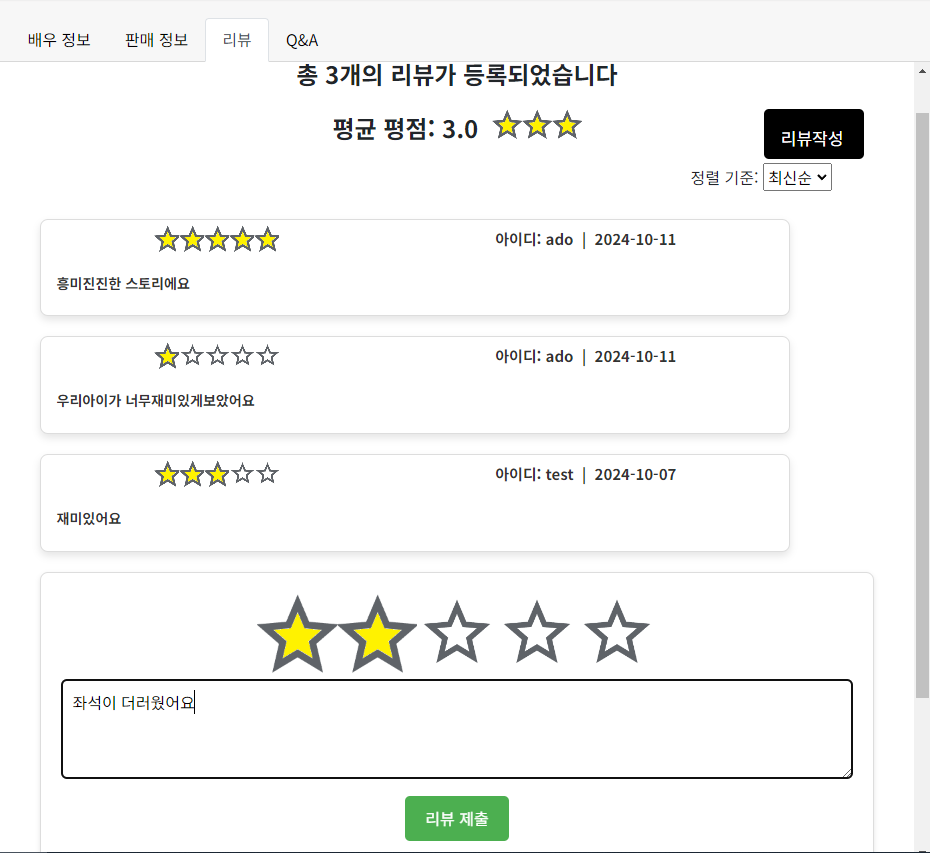 배우 정보 판매 정보 리뷰 Q&A
총 3개의 리뷰가 등록되었습니다
평균 평점: 3.0
리뷰작성
정렬 기준: 최신순
아이디: ado | 2024-10-11
흥미진진한 스토리에요
아이디: ado | 2024-10-11
우리아이가 너무재미있게보았어요
아이디: test | 2024-10-07
재미있어요
좌석이 더러웠어요
리뷰 제출